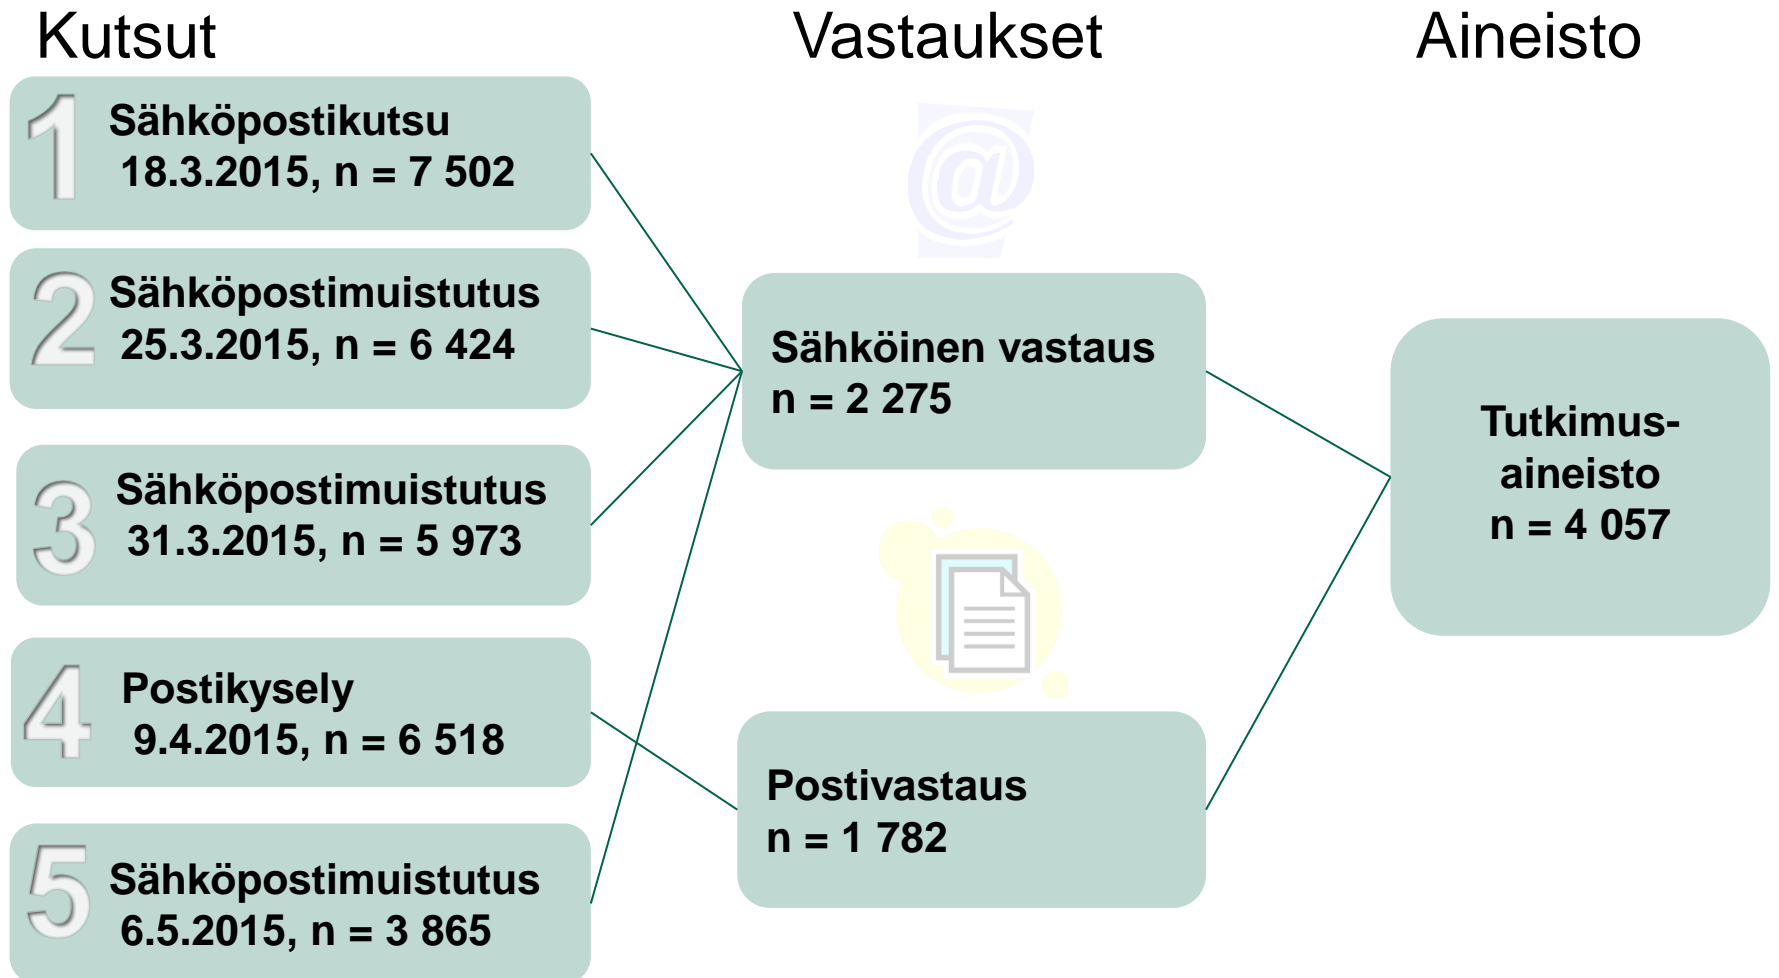 Kutsut
Vastaukset
Aineisto
1
Sähköpostikutsu
18.3.2015, n = 7 502
2
Sähköpostimuistutus
25.3.2015, n = 6 424
3
Sähköpostimuistutus
31.3.2015, n = 5 973
4
Postikysely
9.4.2015, n = 6 518
5
Sähköpostimuistutus
6.5.2015, n = 3 865
@
Sähköinen vastaus
n = 2 275
Postivastaus
n = 1 782
Tutkimus-
aineisto
n = 4 057